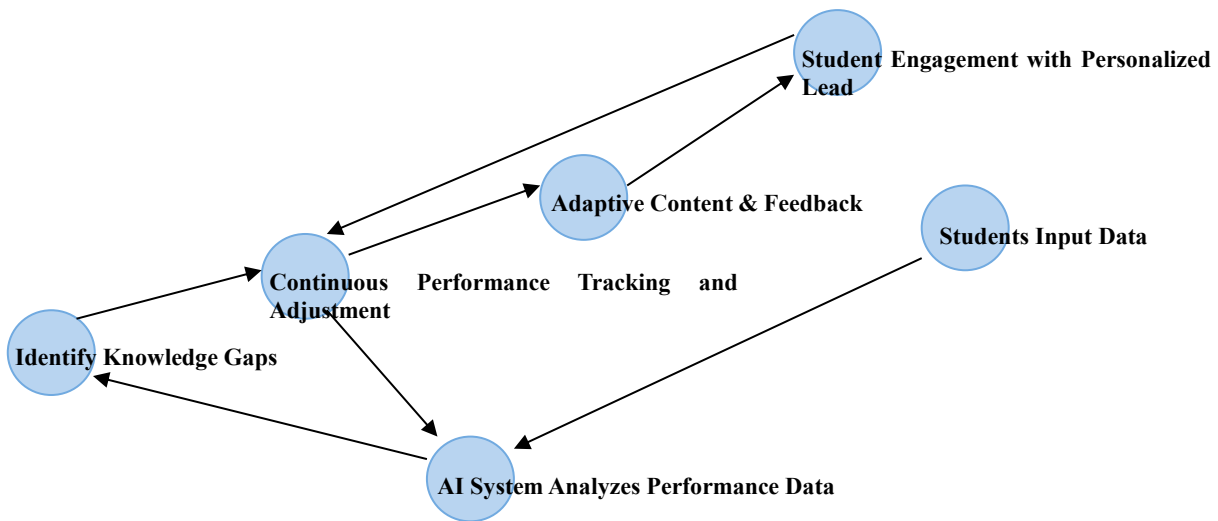 Student Engagement with Personalized
Lead
Adaptive Content & Feedback
Students Input Data
Continuous Performance Tracking and
Adjustment
Identify Knowledge Gaps
AI System Analyzes Performance Data